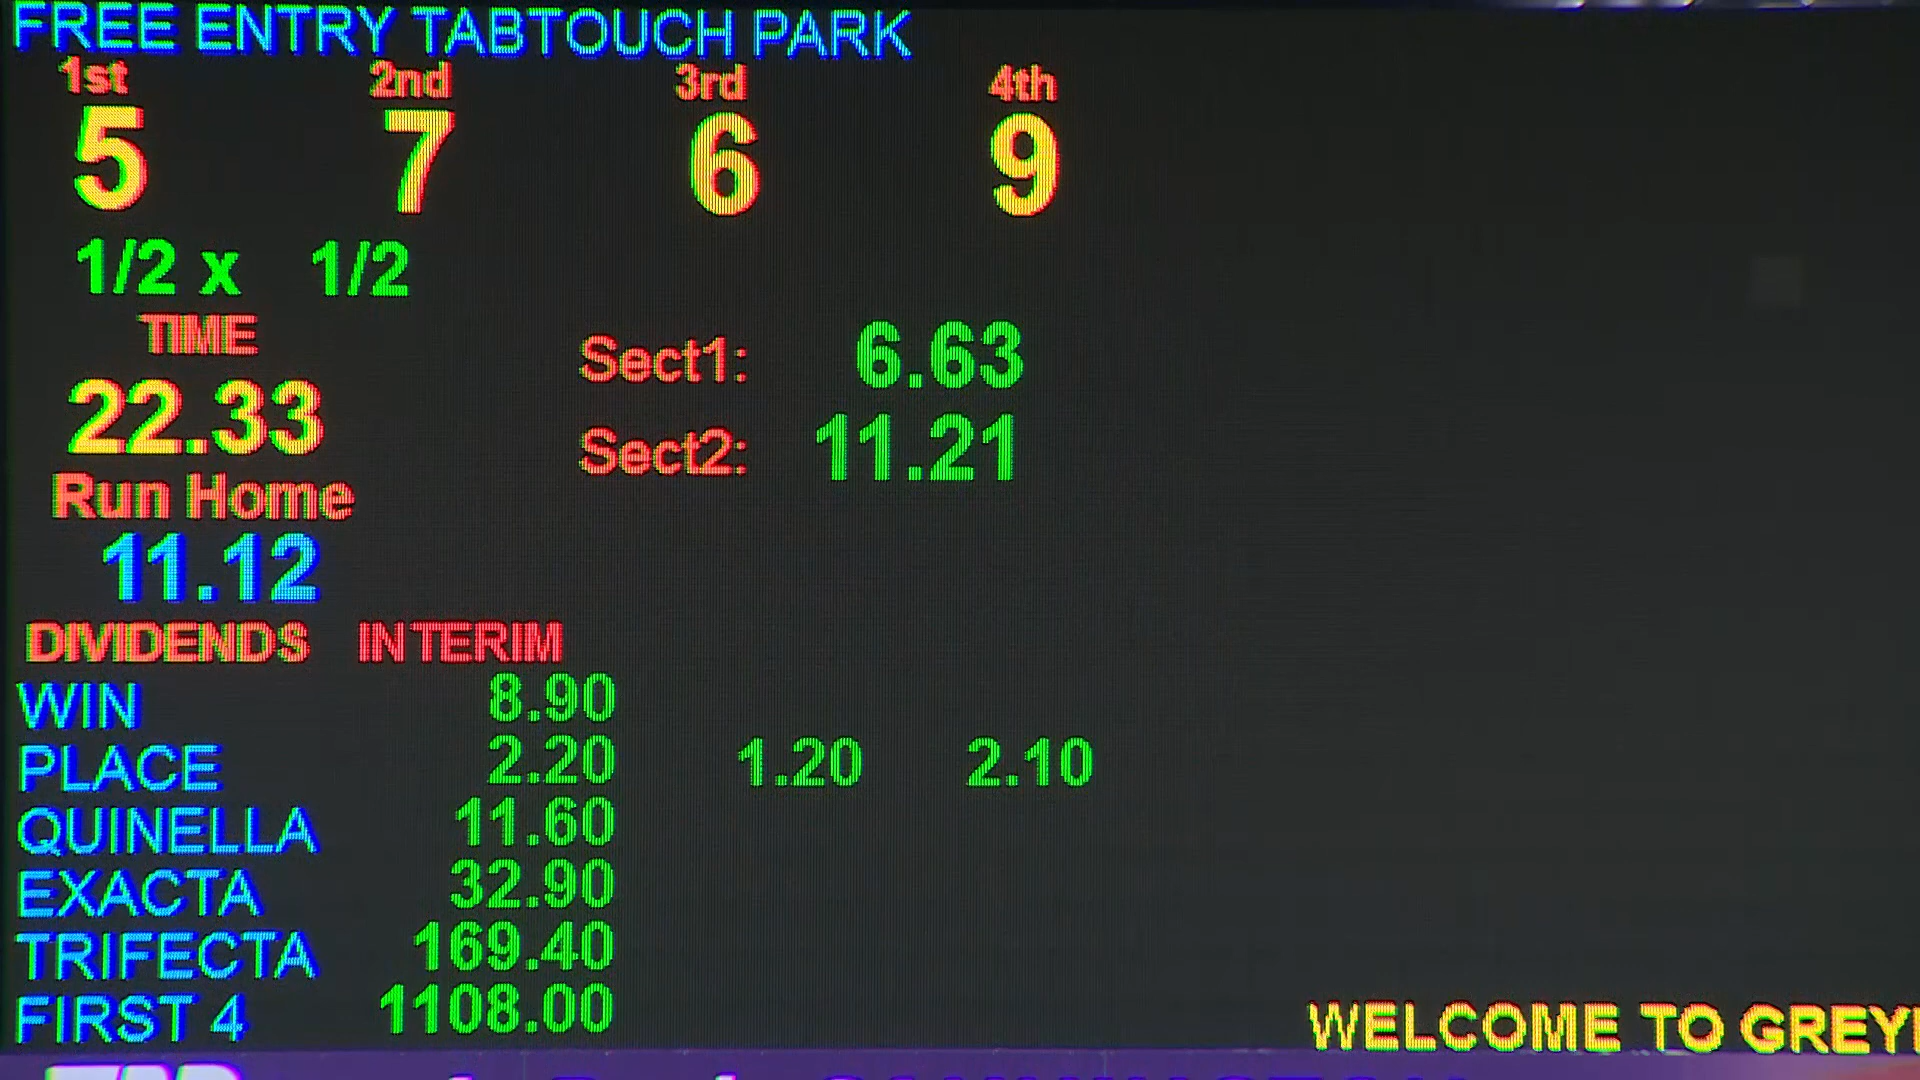 FREE ENTRY TABTOUCH PARK
1st 2nd 3rd 4th
5 7 6 9
1/2 x 1/2
TIME
22.33
Sect1: 6.63
Sect2: 11.21
Run Home
11.12
DIVIDENDS INTERIM
WIN 8.90
PLACE 2.20 1.20 2.10
QUINELLA 11.60
EXACTA 32.90
TRIFECTA 169.40
FIRST 4 1108.00
WELCOME TO